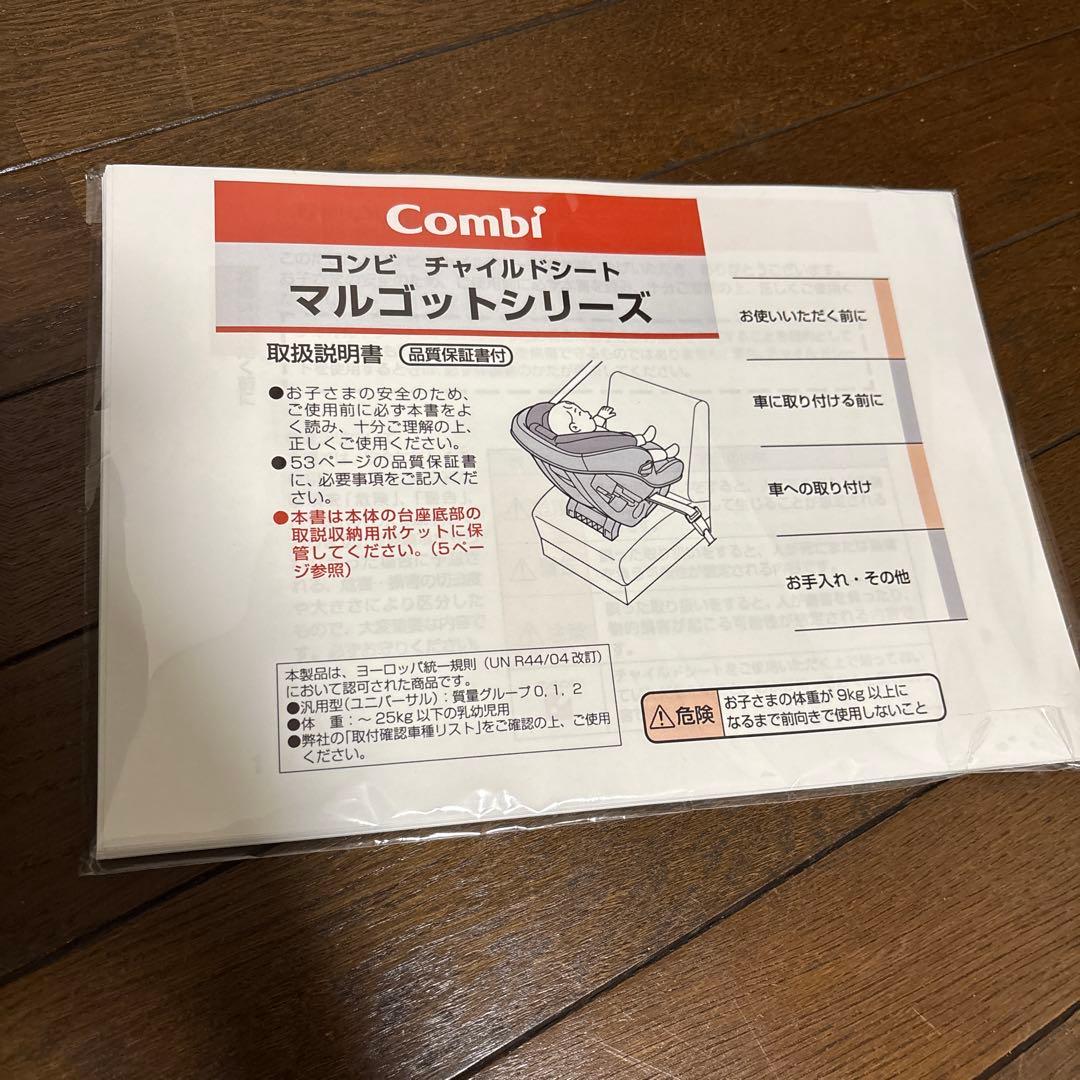 Combi
コンビ チャイルドシート
マルゴットシリーズ
取扱説明書 品質保証書付
●お子さまの安全のため、
ご使用前に必ず本書をよ
く読み、十分ご理解の上、
正しくご使用ください。
●53ページの品質保証書
に、必要事項をご記入くだ
さい。
●本書は本体の台座底部の
取説収納用ポケットに保
管してください。(5ペー
ジ参照)
お使いいただく前に
車に取り付ける前に
車への取り付け
お手入れ・その他
本製品は、ヨーロッパ統一規則(UN R44/04 改訂)
において認可された商品です。
●汎用型(ユニバーサル):質量グループ 0, 1, 2
●体 重:~ 25kg 以下の乳幼児用
●弊社の「取付確認車種リスト」をご確認の上、ご使用
ください。
危険
お子さまの体重が 9kg 以上に
なるまで前向きで使用しないこと